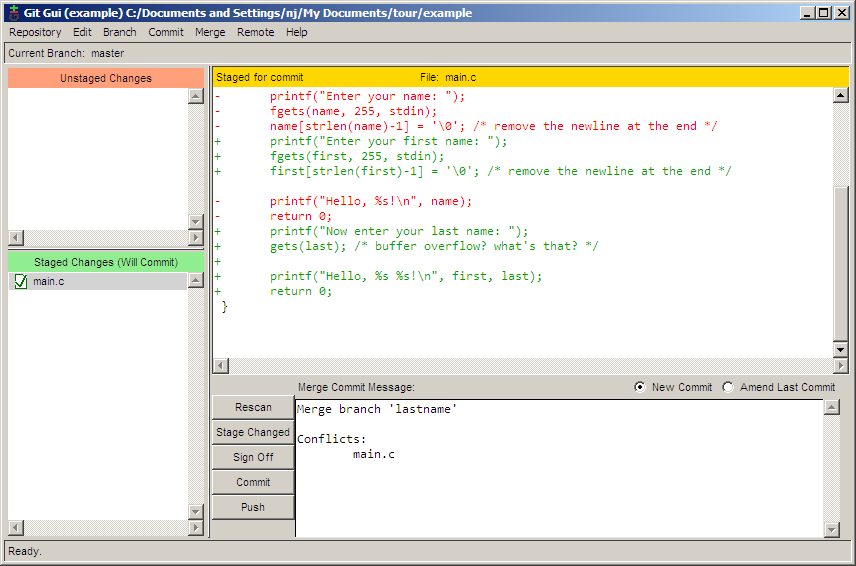 Git Gui (example) C:/Documents and Settings/nj/My Documents/tour/example
Repository Edit Branch Commit Merge Remote Help
Current Branch: master
Unstaged Changes
Staged Changes (Will Commit)
main.c
Staged for commit File: main.c
-       printf("Enter your name: ");
-       fgets(name, 255, stdin);
-       name[strlen(name)-1] = '\0'; /* remove the newline at the end */
+       printf("Enter your first name: ");
+       fgets(first, 255, stdin);
+       first[strlen(first)-1] = '\0'; /* remove the newline at the end */
-       printf("Hello, %s!\n", name);
-       return 0;
+       printf("Now enter your last name: ");
+       gets(last); /* buffer overflow? what's that? */
+
+       printf("Hello, %s %s!\n", first, last);
+       return 0;
 }
Merge Commit Message: New Commit Amend Last Commit
Rescan
Stage Changed
Sign Off
Commit
Push
Merge branch 'lastname'
Conflicts:
        main.c
Ready.